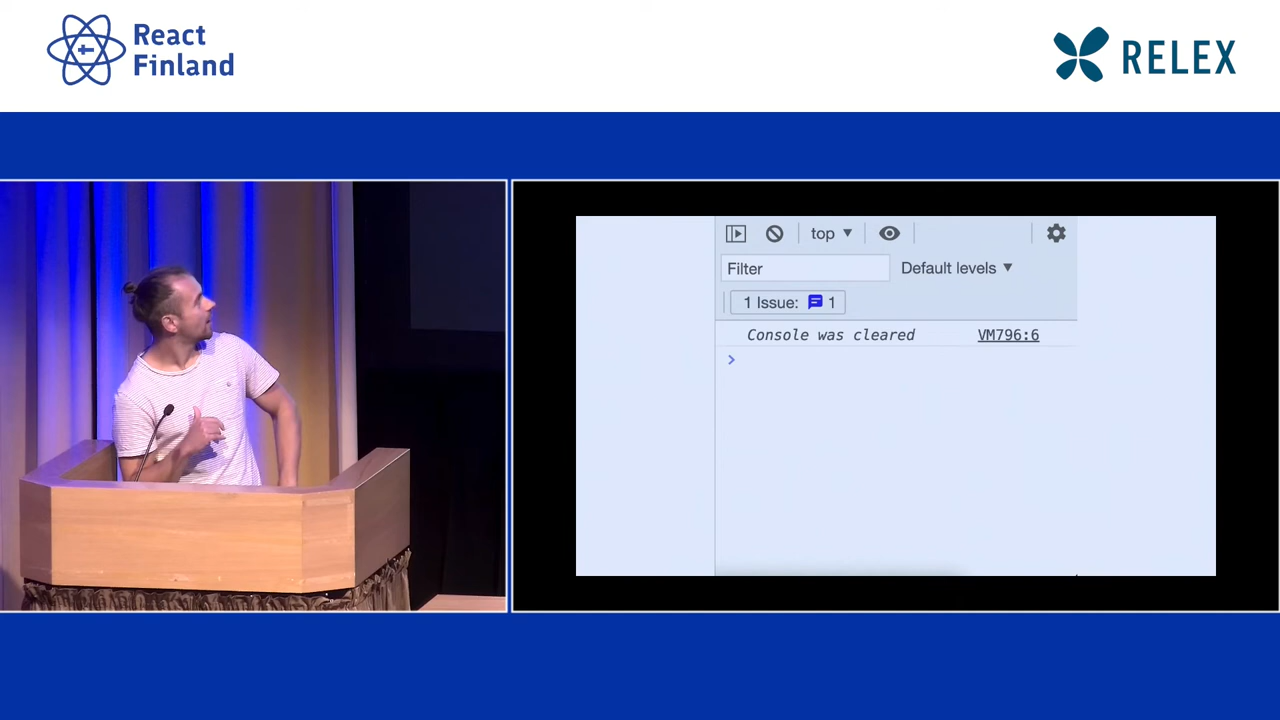 React
Finland
RELEX
top
Filter
Default levels
1 Issue: 1
Console was cleared VM796:6